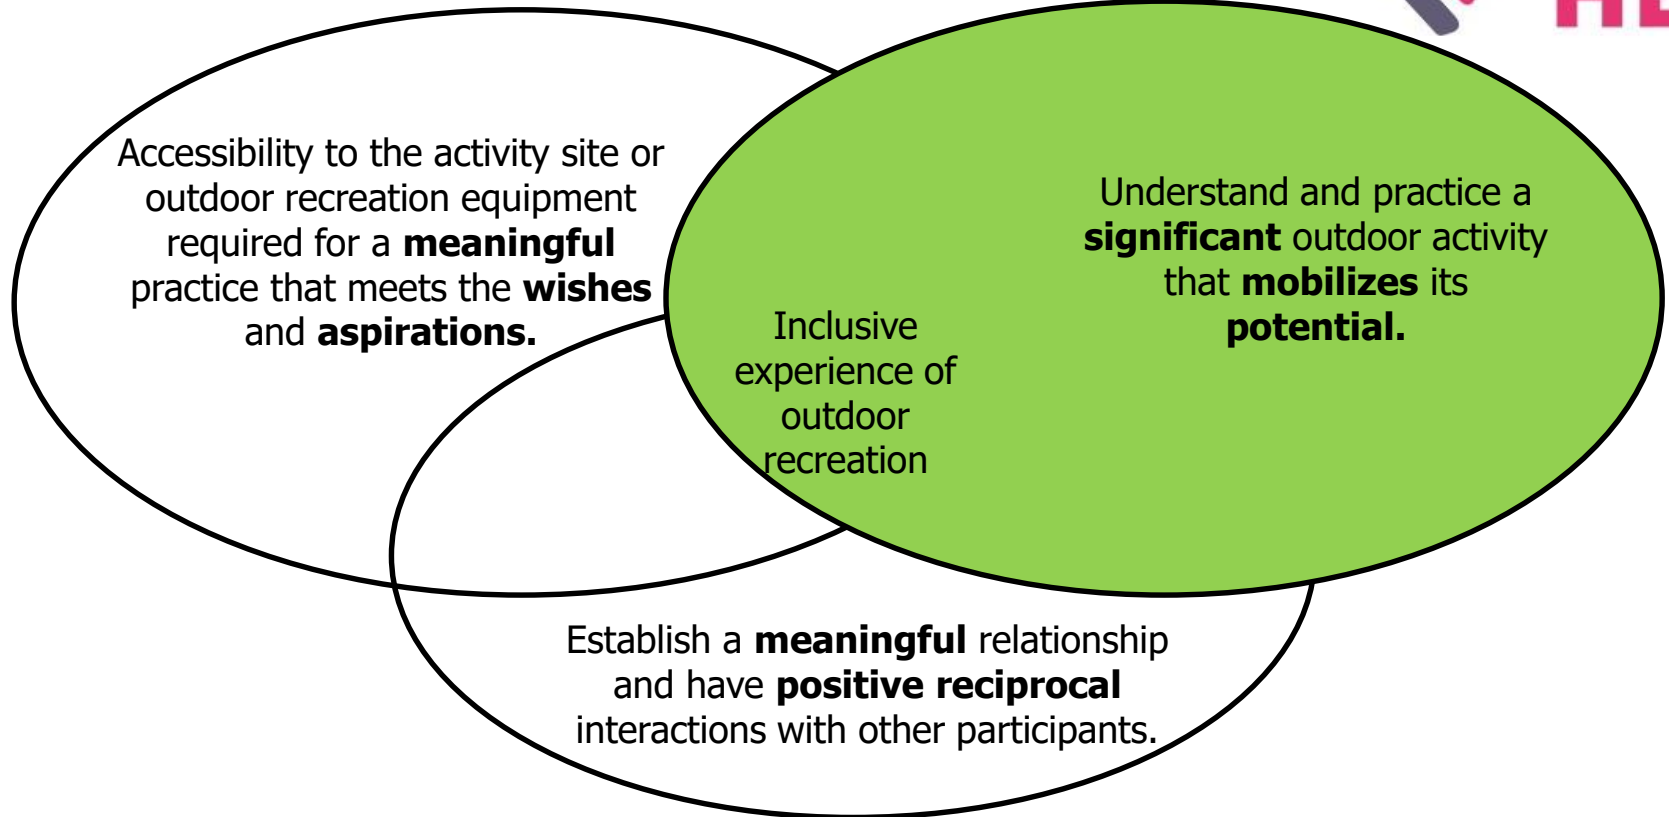 Accessibility to the activity site or
outdoor recreation equipment
required for a meaningful
practice that meets the wishes
and aspirations.
Understand and practice a
significant outdoor activity
that mobilizes its
potential.
Inclusive
experience of
outdoor
recreation
Establish a meaningful relationship
and have positive reciprocal
interactions with other participants.